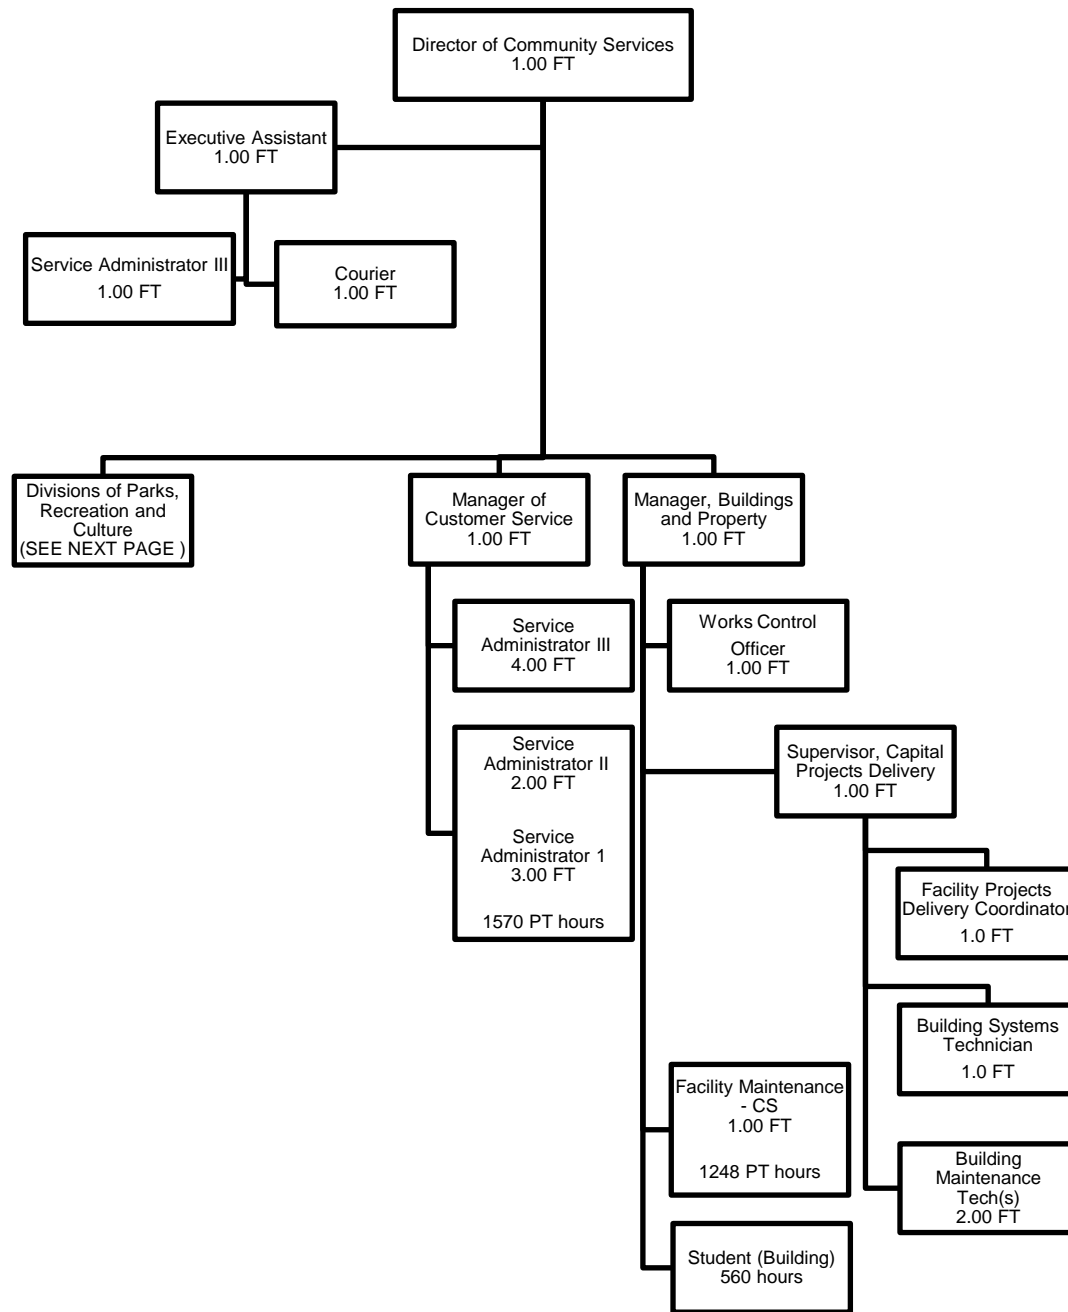 Director of Community Services
1.00 FT
Executive Assistant
1.00 FT
Service Administrator III
1.00 FT
Courier
1.00 FT
Divisions of Parks,
Recreation and
Culture
(SEE NEXT PAGE )
Manager of
Customer Service
1.00 FT
Manager, Buildings
and Property
1.00 FT
Service
Administrator III
4.00 FT
Works Control
Officer
1.00 FT
Service
Administrator II
2.00 FT
Service
Administrator 1
3.00 FT
1570 PT hours
Supervisor, Capital
Projects Delivery
1.00 FT
Facility Projects
Delivery Coordinator
1.0 FT
Building Systems
Technician
1.0 FT
Facility Maintenance
- CS
1.00 FT
1248 PT hours
Building
Maintenance
Tech(s)
2.00 FT
Student (Building)
560 hours